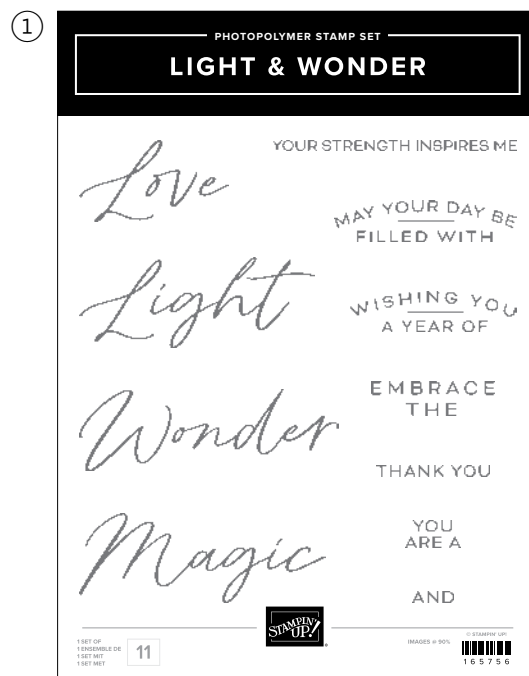 1
PHOTOPOLYMER STAMP SET
LIGHT & WONDER
Love
YOUR STRENGTH INSPIRES ME
MAY YOUR DAY BE
FILLED WITH
Light
WISHING YOU
A YEAR OF
Wonder
EMBRACE
THE
THANK YOU
Magic
YOU
ARE A
AND
STAMPIN'
UP!
®
1 SET OF
1 ENSEMBLE DE
1 SET MIT
1 SET MET
11
IMAGES @ 90%
© STAMPIN' UP!
165756